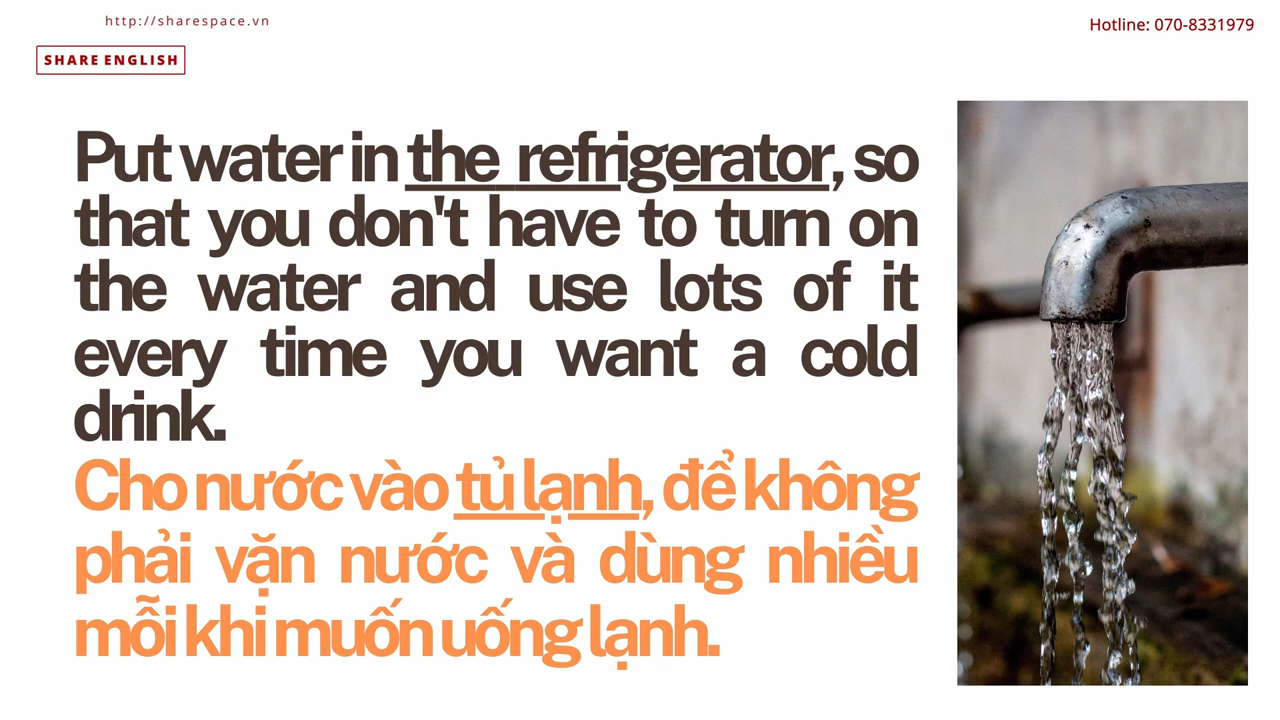 http://sharespace.vn
Hotline: 070-8331979
SHARE ENGLISH
Put water in the refrigerator, so
that you don't have to turn on
the water and use lots of it
every time you want a cold
drink.
Cho nước vào tủ lạnh, để không
phải vặn nước và dùng nhiều
mỗi khi muốn uống lạnh.